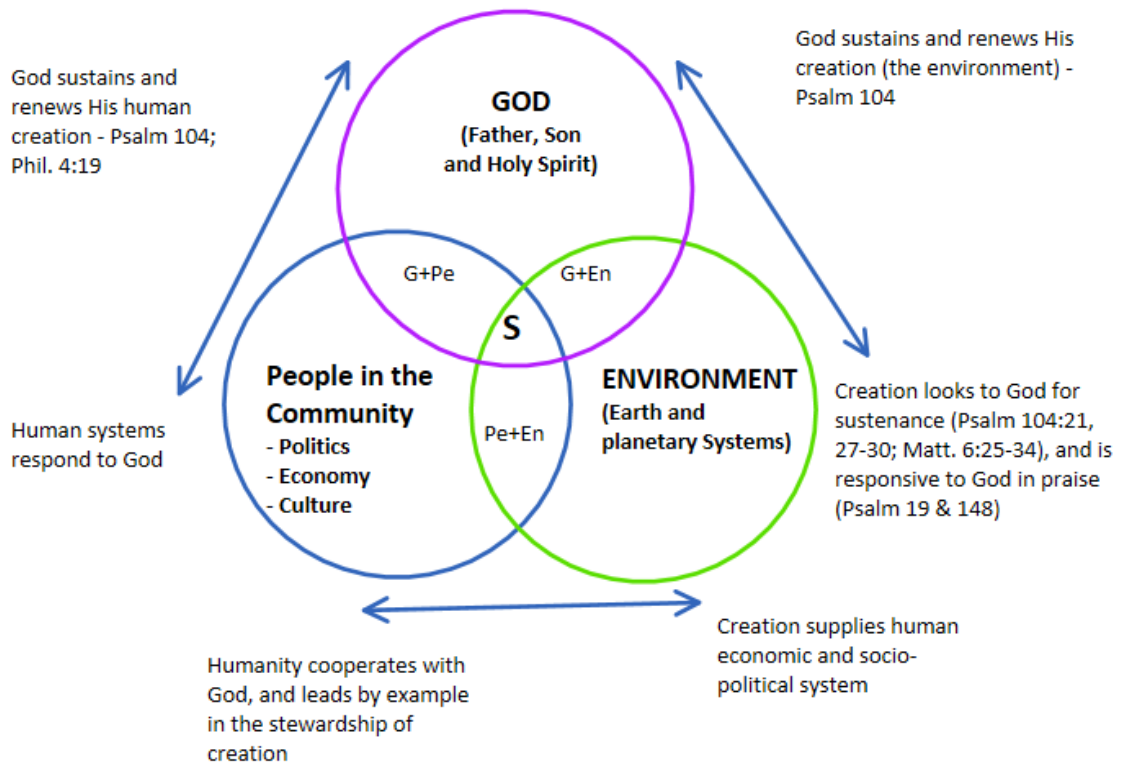 God sustains and
renews His human
creation - Psalm 104;
Phil. 4:19
GOD
(Father, Son
and Holy Spirit)
God sustains and renews His
creation (the environment) -
Psalm 104
G+Pe
G+En
S
People in the
Community
- Politics
- Economy
- Culture
Pe+En
ENVIRONMENT
(Earth and
planetary Systems)
Human systems
respond to God
Creation looks to God for
sustenance (Psalm 104:21,
27-30; Matt. 6:25-34), and is
responsive to God in praise
(Psalm 19 & 148)
Humanity cooperates with
God, and leads by example
in the stewardship of
creation
Creation supplies human
economic and socio-
political system